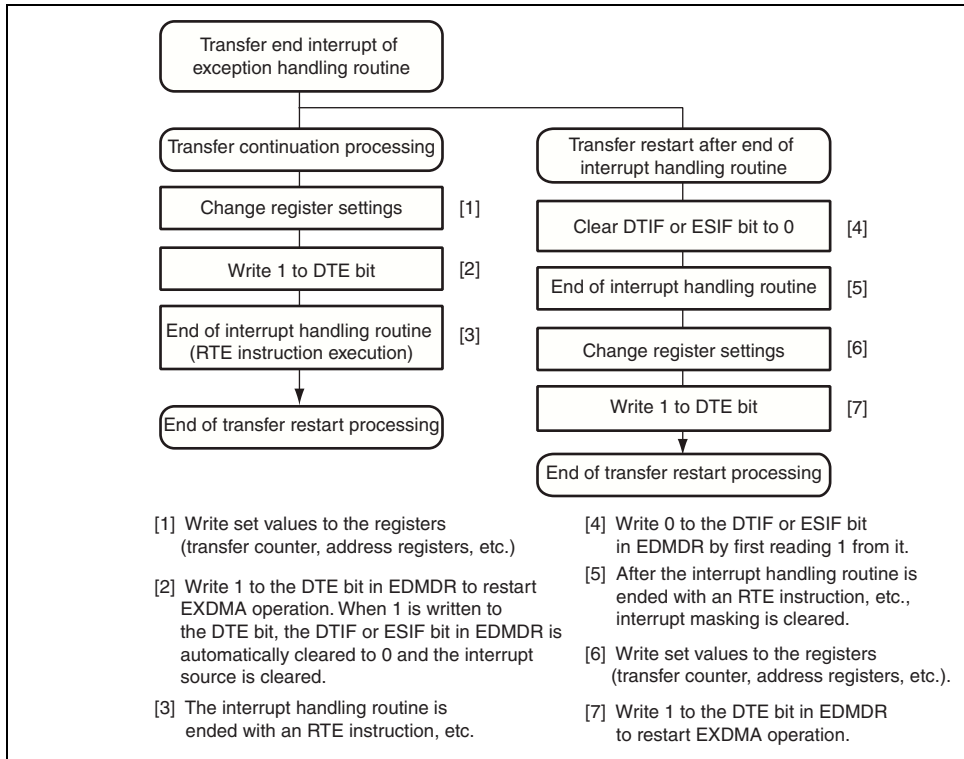 Transfer end interrupt of
exception handling routine
Transfer continuation processing
Change register settings
[1]
Write 1 to DTE bit
[2]
End of interrupt handling routine
(RTE instruction execution)
[3]
End of transfer restart processing
Transfer restart after end of
interrupt handling routine
Clear DTIF or ESIF bit to 0
[4]
End of interrupt handling routine
[5]
Change register settings
[6]
Write 1 to DTE bit
[7]
End of transfer restart processing
[1] Write set values to the registers
(transfer counter, address registers, etc.)
[2] Write 1 to the DTE bit in EDMDR to restart
EXDMA operation. When 1 is written to
the DTE bit, the DTIF or ESIF bit in EDMDR is
automatically cleared to 0 and the interrupt
source is cleared.
[3] The interrupt handling routine is
ended with an RTE instruction, etc.
[4] Write 0 to the DTIF or ESIF bit
in EDMDR by first reading 1 from it.
[5] After the interrupt handling routine is
ended with an RTE instruction, etc.,
interrupt masking is cleared.
[6] Write set values to the registers
(transfer counter, address registers, etc.).
[7] Write 1 to the DTE bit in EDMDR
to restart EXDMA operation.